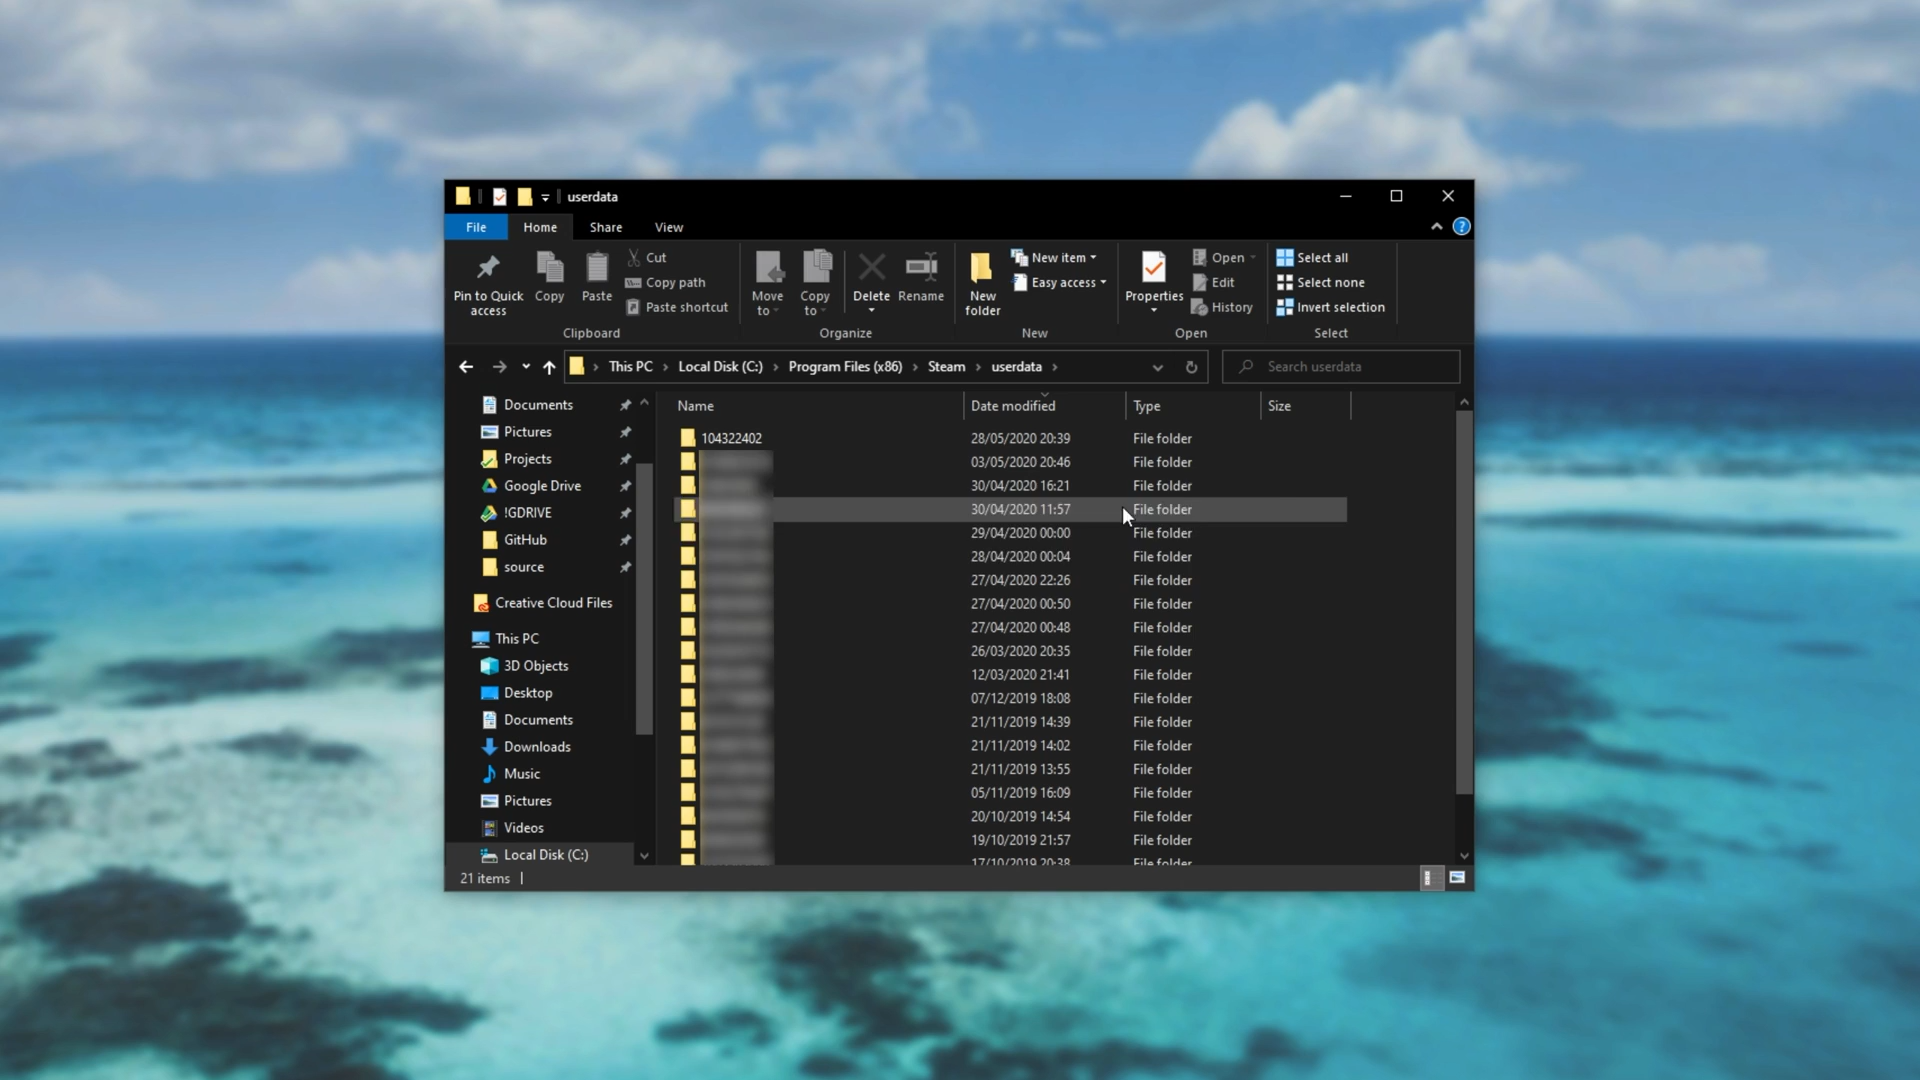 userdata
File Home Share View
Pin to Quick access
Copy
Paste
Cut
Copy path
Paste shortcut
Clipboard
Move to
Copy to
Delete
Rename
Organize
New folder
New item
Easy access
New
Properties
Open
Edit
History
Open
Select all
Select none
Invert selection
Select
This PC > Local Disk (C:) > Program Files (x86) > Steam > userdata >
Search userdata
Documents
Pictures
Projects
Google Drive
!GDRIVE
GitHub
source
Creative Cloud Files
This PC
3D Objects
Desktop
Documents
Downloads
Music
Pictures
Videos
Local Disk (C:)
Name Date modified Type Size
104322402 28/05/2020 20:39 File folder
03/05/2020 20:46 File folder
30/04/2020 16:21 File folder
30/04/2020 11:57 File folder
29/04/2020 00:00 File folder
28/04/2020 00:04 File folder
27/04/2020 22:26 File folder
27/04/2020 00:50 File folder
27/04/2020 00:48 File folder
26/03/2020 20:35 File folder
12/03/2020 21:41 File folder
07/12/2019 18:08 File folder
21/11/2019 14:39 File folder
21/11/2019 14:02 File folder
21/11/2019 13:55 File folder
05/11/2019 16:09 File folder
20/10/2019 14:54 File folder
19/10/2019 21:57 File folder
17/10/2019 20:38 File folder
21 items